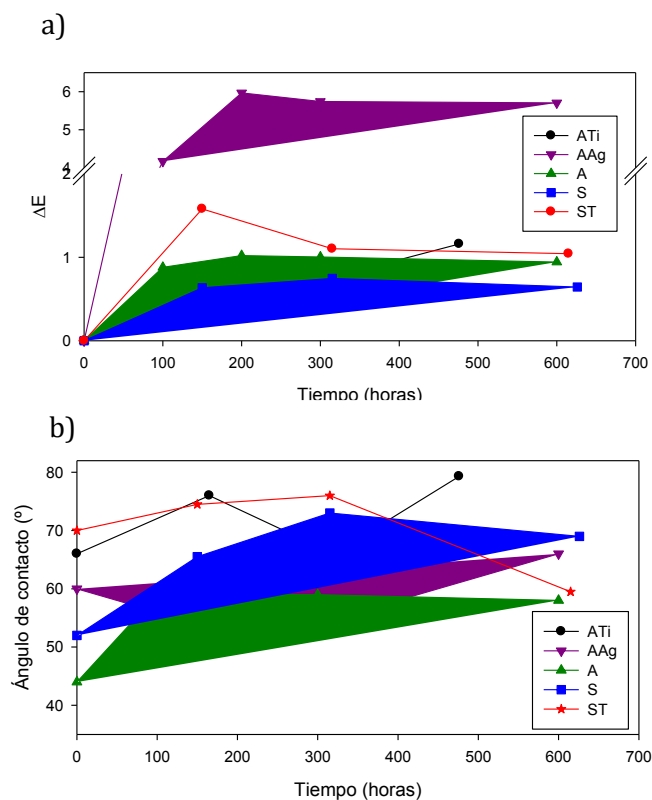 a)
6
5
4
2
1
0
ΔE
ATi
AAg
A
S
ST
0 100 200 300 400 500 600 700
Tiempo (horas)
b)
80
70
60
50
40
Ángulo de contacto (º)
ATi
AAg
A
S
ST
0 100 200 300 400 500 600 700
Tiempo (horas)